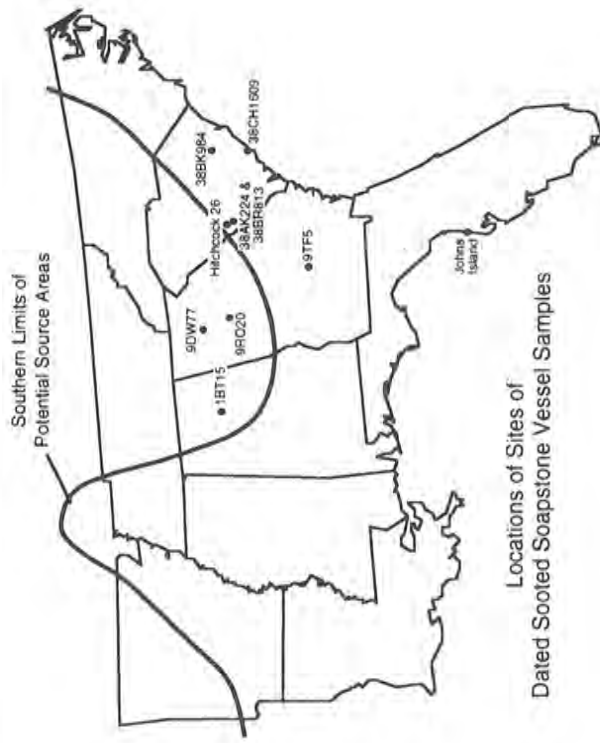 Southern Limits of
Potential Source Areas
38BK984
38CH1609
Hitchcock 26
38AK224 &
38BR813
9DW77
9RO20
1BT15
9TF5
Johns
Island
Locations of Sites of
Dated Sooted Soapstone Vessel Samples